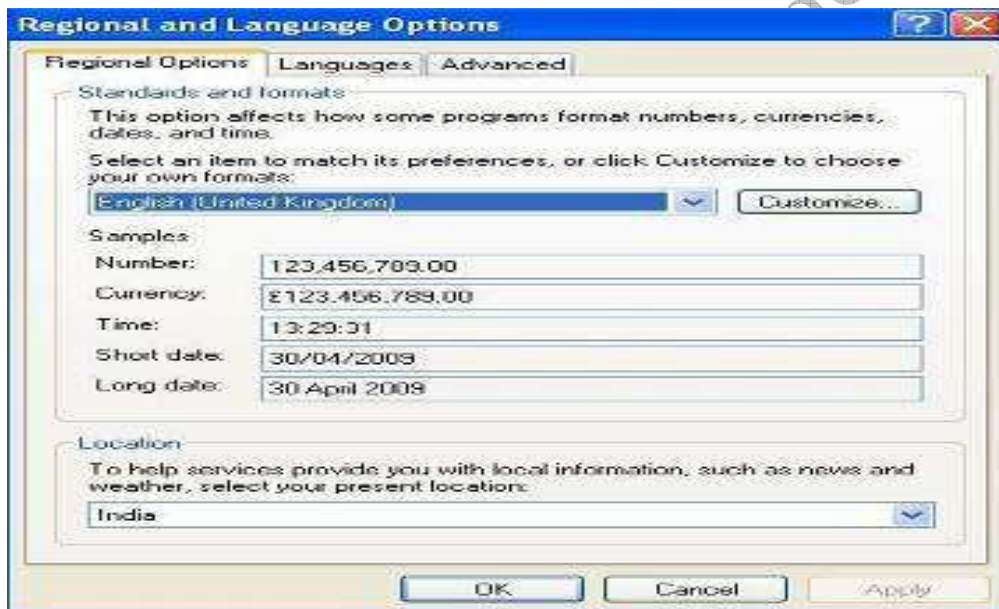 Regional and Language Options
Regional Options Languages Advanced
Standards and formats
This option affects how some programs format numbers, currencies,
dates, and time.
Select an item to match its preferences, or click Customize to choose
your own formats:
English (United Kingdom) Customize...
Samples
Number: 123,456,789.00
Currency: £123,456,789.00
Time: 13:29:31
Short date: 30/04/2009
Long date: 30 April 2009
Location
To help services provide you with local information, such as news and
weather, select your present location:
India
OK Cancel Apply